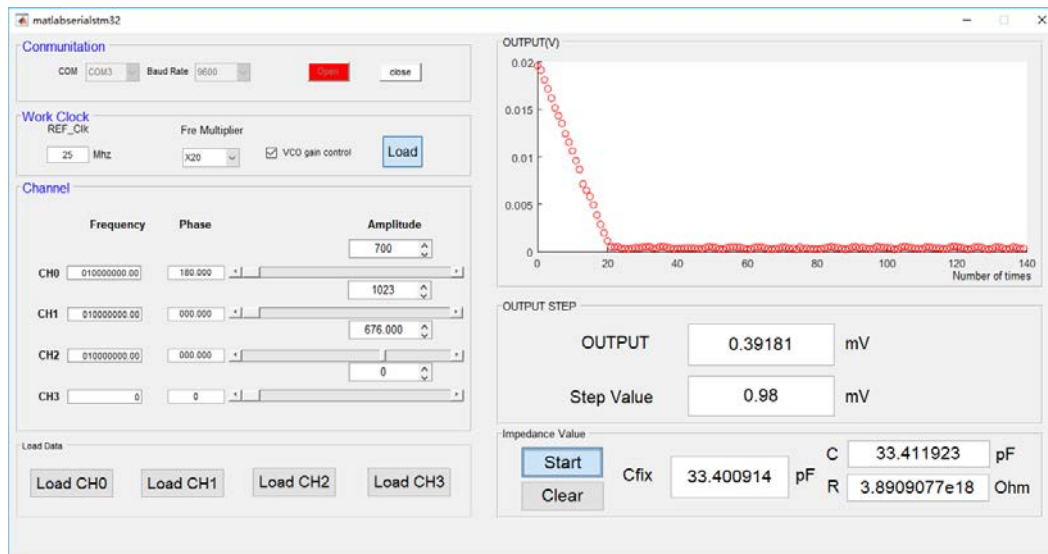 matlabserialstm32
Conmunitation
COM COM3 Baud Rate 9600 Open close
Work Clock
REF_Clk Fre Multiplier
25 Mhz X20 VCO gain control Load
Channel
Frequency Phase Amplitude
700
CH0 010000000.00 180.000
1023
CH1 010000000.00 000.000
676.000
CH2 010000000.00 000.000
0
CH3 0 0
Load Data
Load CH0 Load CH1 Load CH2 Load CH3
OUTPUT(V)
0.02
0.015
0.01
0.005
0
0 20 40 60 80 100 120 140
Number of times
OUTPUT STEP
OUTPUT 0.39181 mV
Step Value 0.98 mV
Impedance Value
Start Cfix 33.400914 pF C 33.411923 pF
Clear R 3.8909077e18 Ohm